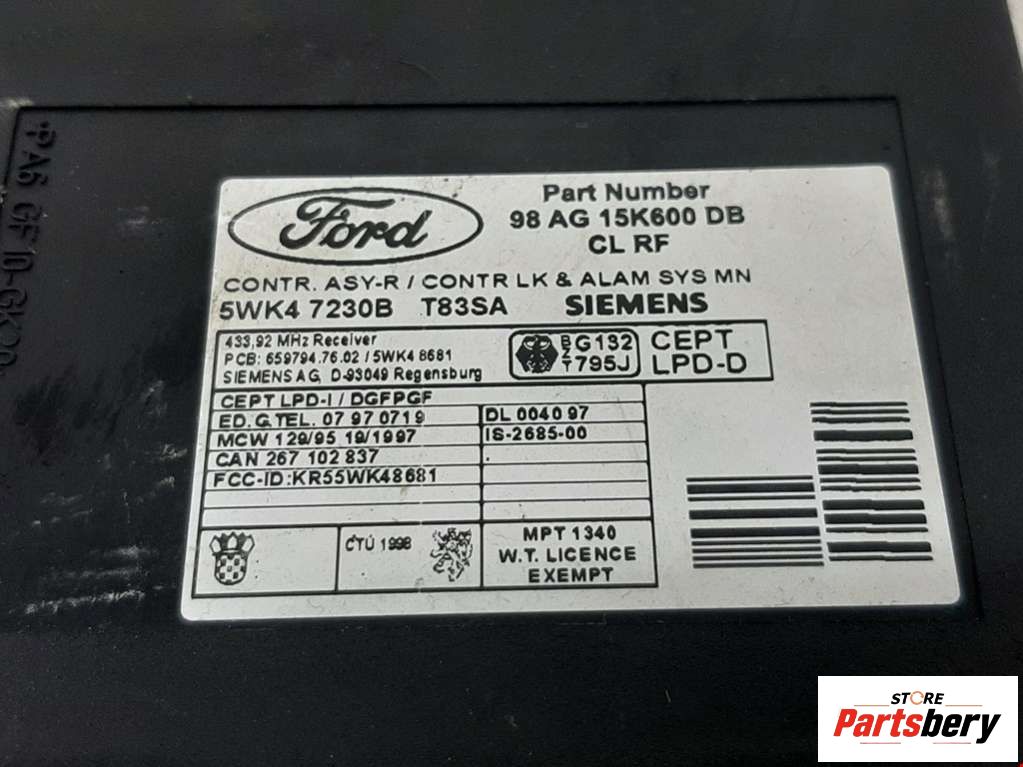 Ford
Part Number
98 AG 15K600 DB
CL RF
CONTR. ASY-R / CONTR LK & ALAM SYS MN
5WK4 7230B T83SA SIEMENS
433,92 MHz Receiver
PCB: 659794.76.02 / 5WK4 8681
SIEMENS AG, D-93049 Regensburg
BZT G132 795J
CEPT LPD-D
CEPT LPD-I / DGFPGF
ED. G. TEL. 07 97 0719
DL 0040 97
MCW 129/95 19/1997
IS-2685-00
CAN 267 102 837
.
FCC-ID:KR55WK48681
ČTÚ 1998
MPT 1340
W.T. LICENCE
EXEMPT
STORE
Partsbery